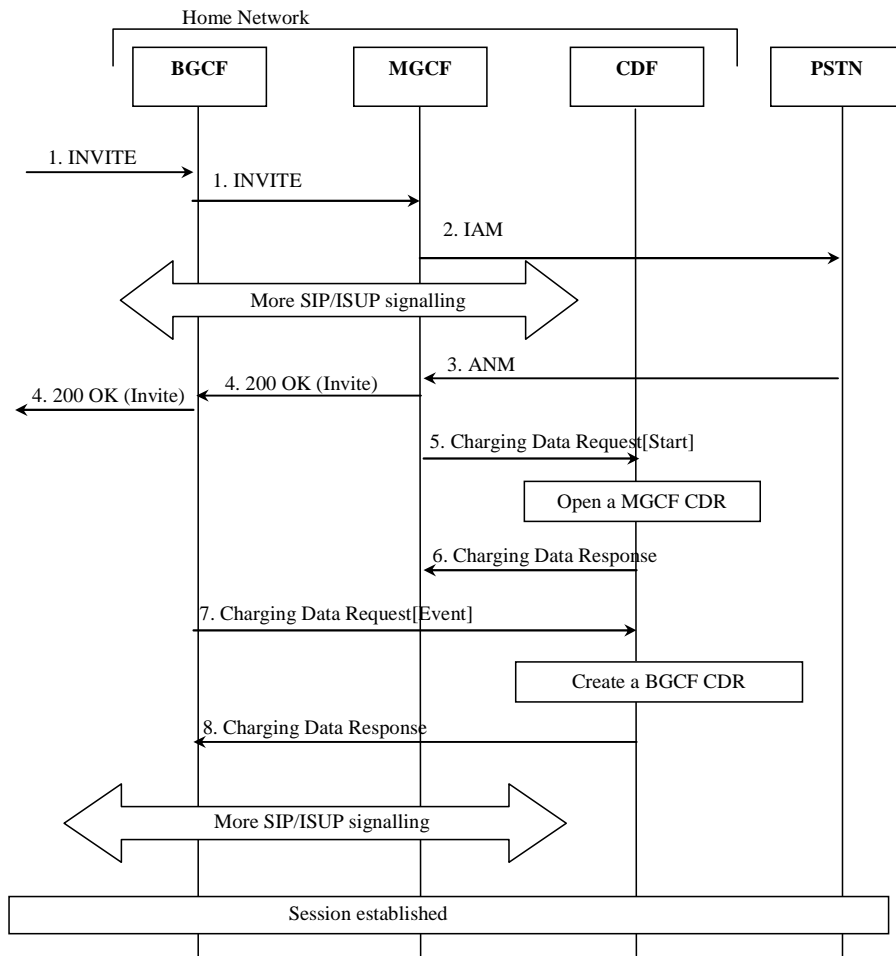 Home Network
BGCF
MGCF
CDF
PSTN
1. INVITE
1. INVITE
2. IAM
More SIP/ISUP signalling
3. ANM
4. 200 OK (Invite)
4. 200 OK (Invite)
5. Charging Data Request[Start]
Open a MGCF CDR
6. Charging Data Response
7. Charging Data Request[Event]
Create a BGCF CDR
8. Charging Data Response
More SIP/ISUP signalling
Session established